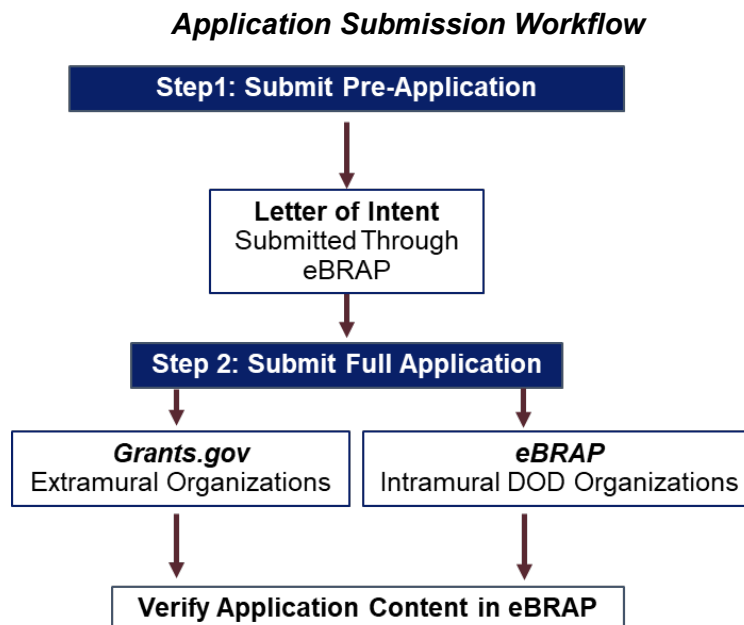 Application Submission Workflow
Step1: Submit Pre-Application
Letter of Intent
Submitted Through
eBRAP
Step 2: Submit Full Application
Grants.gov
Extramural Organizations
eBRAP
Intramural DOD Organizations
Verify Application Content in eBRAP